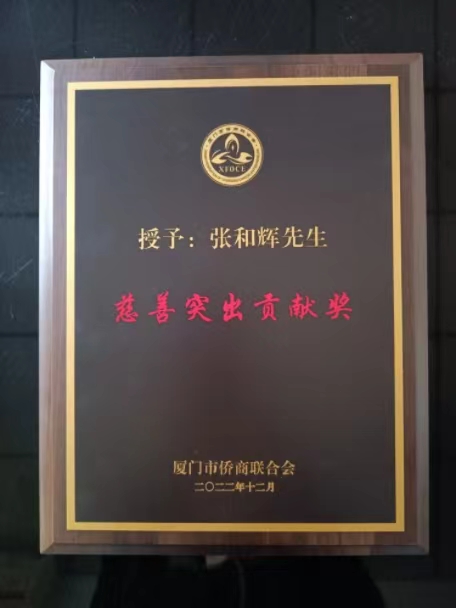 XFOCE
授予：张和辉先生
慈善突出贡献奖
厦门市侨商联合会
二〇二二年十二月